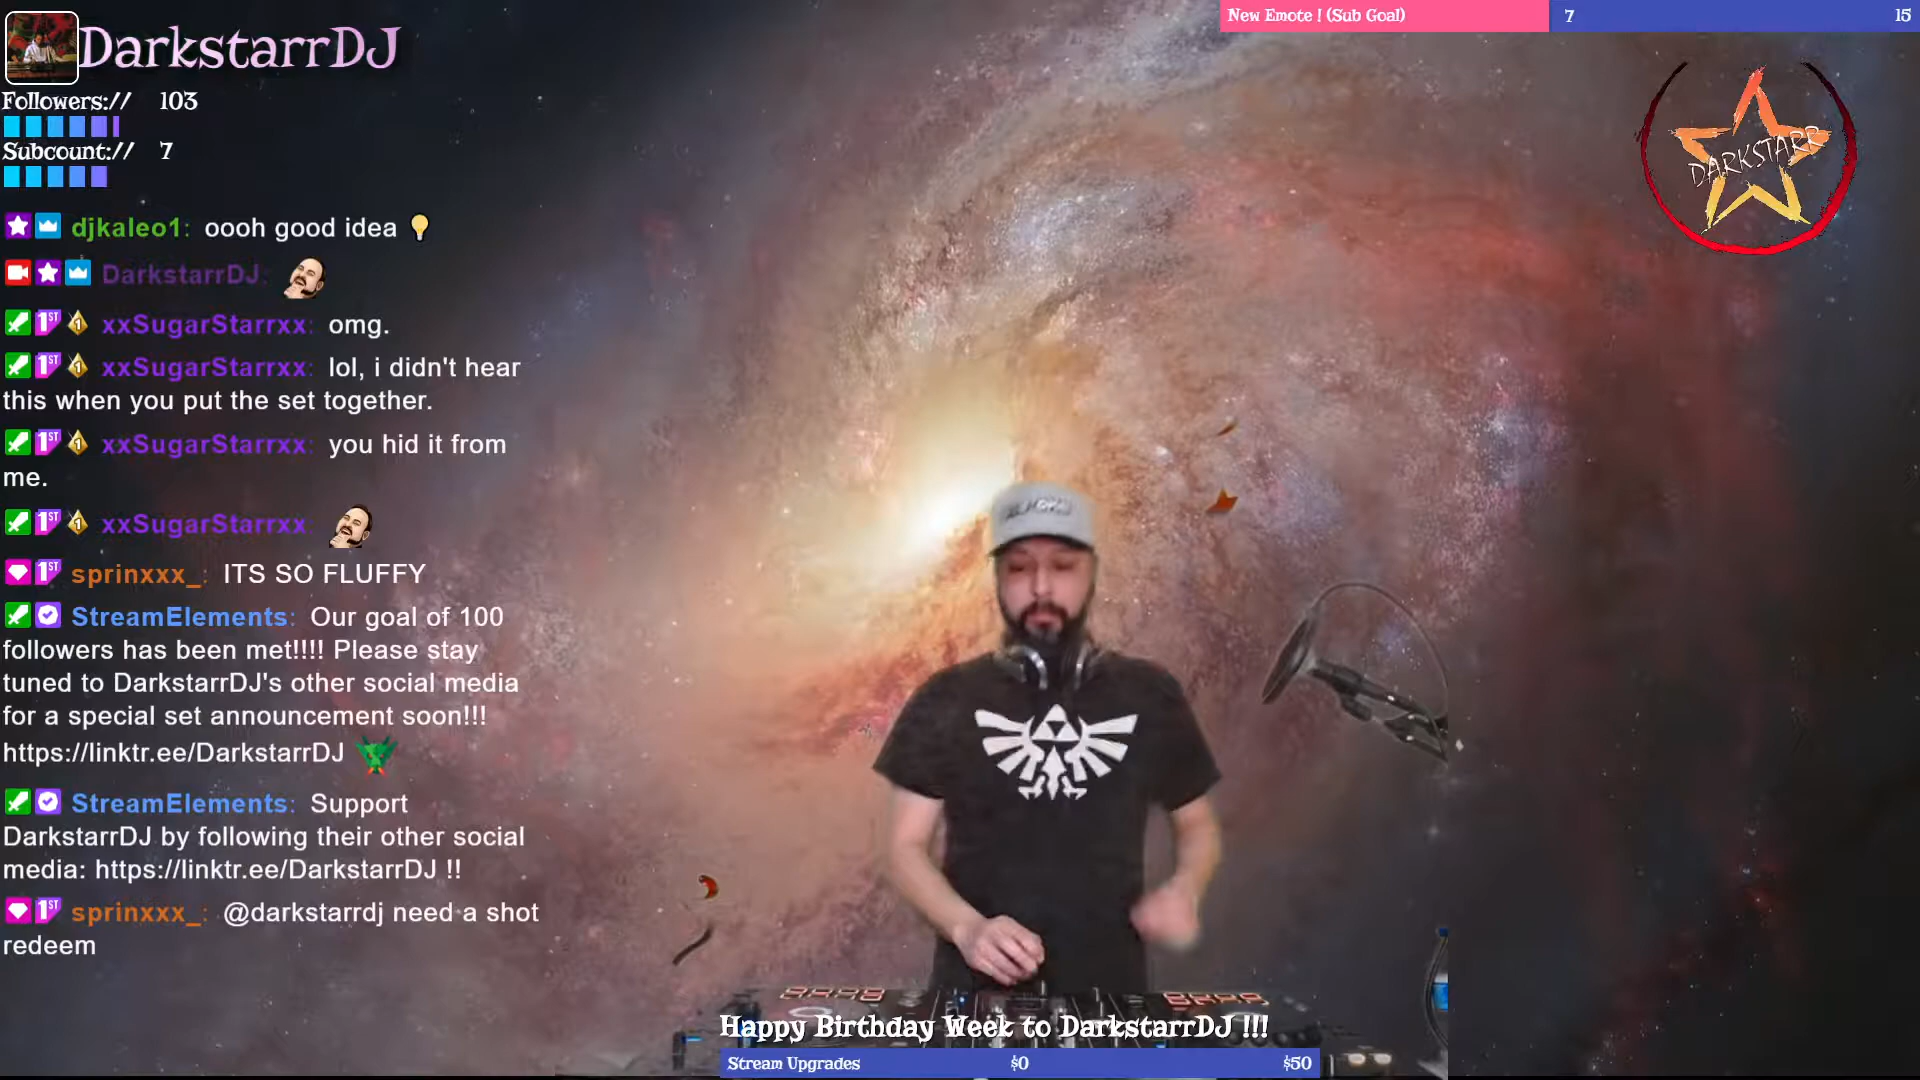 DarkstarrDJ
Followers:// 103
Subcount:// 7
New Emote ! (Sub Goal) 7 15
DARKSTARR
djkaleo1: oooh good idea
DarkstarrDJ:
xxSugarStarrxx: omg.
xxSugarStarrxx: lol, i didn't hear
this when you put the set together.
xxSugarStarrxx: you hid it from
me.
xxSugarStarrxx:
sprinxxx_: ITS SO FLUFFY
StreamElements: Our goal of 100
followers has been met!!!! Please stay
tuned to DarkstarrDJ's other social media
for a special set announcement soon!!!
https://linktr.ee/DarkstarrDJ
StreamElements: Support
DarkstarrDJ by following their other social
media: https://linktr.ee/DarkstarrDJ !!
sprinxxx_: @darkstarrdj need a shot
redeem
Happy Birthday Week to DarkstarrDJ !!!
Stream Upgrades $0 $50